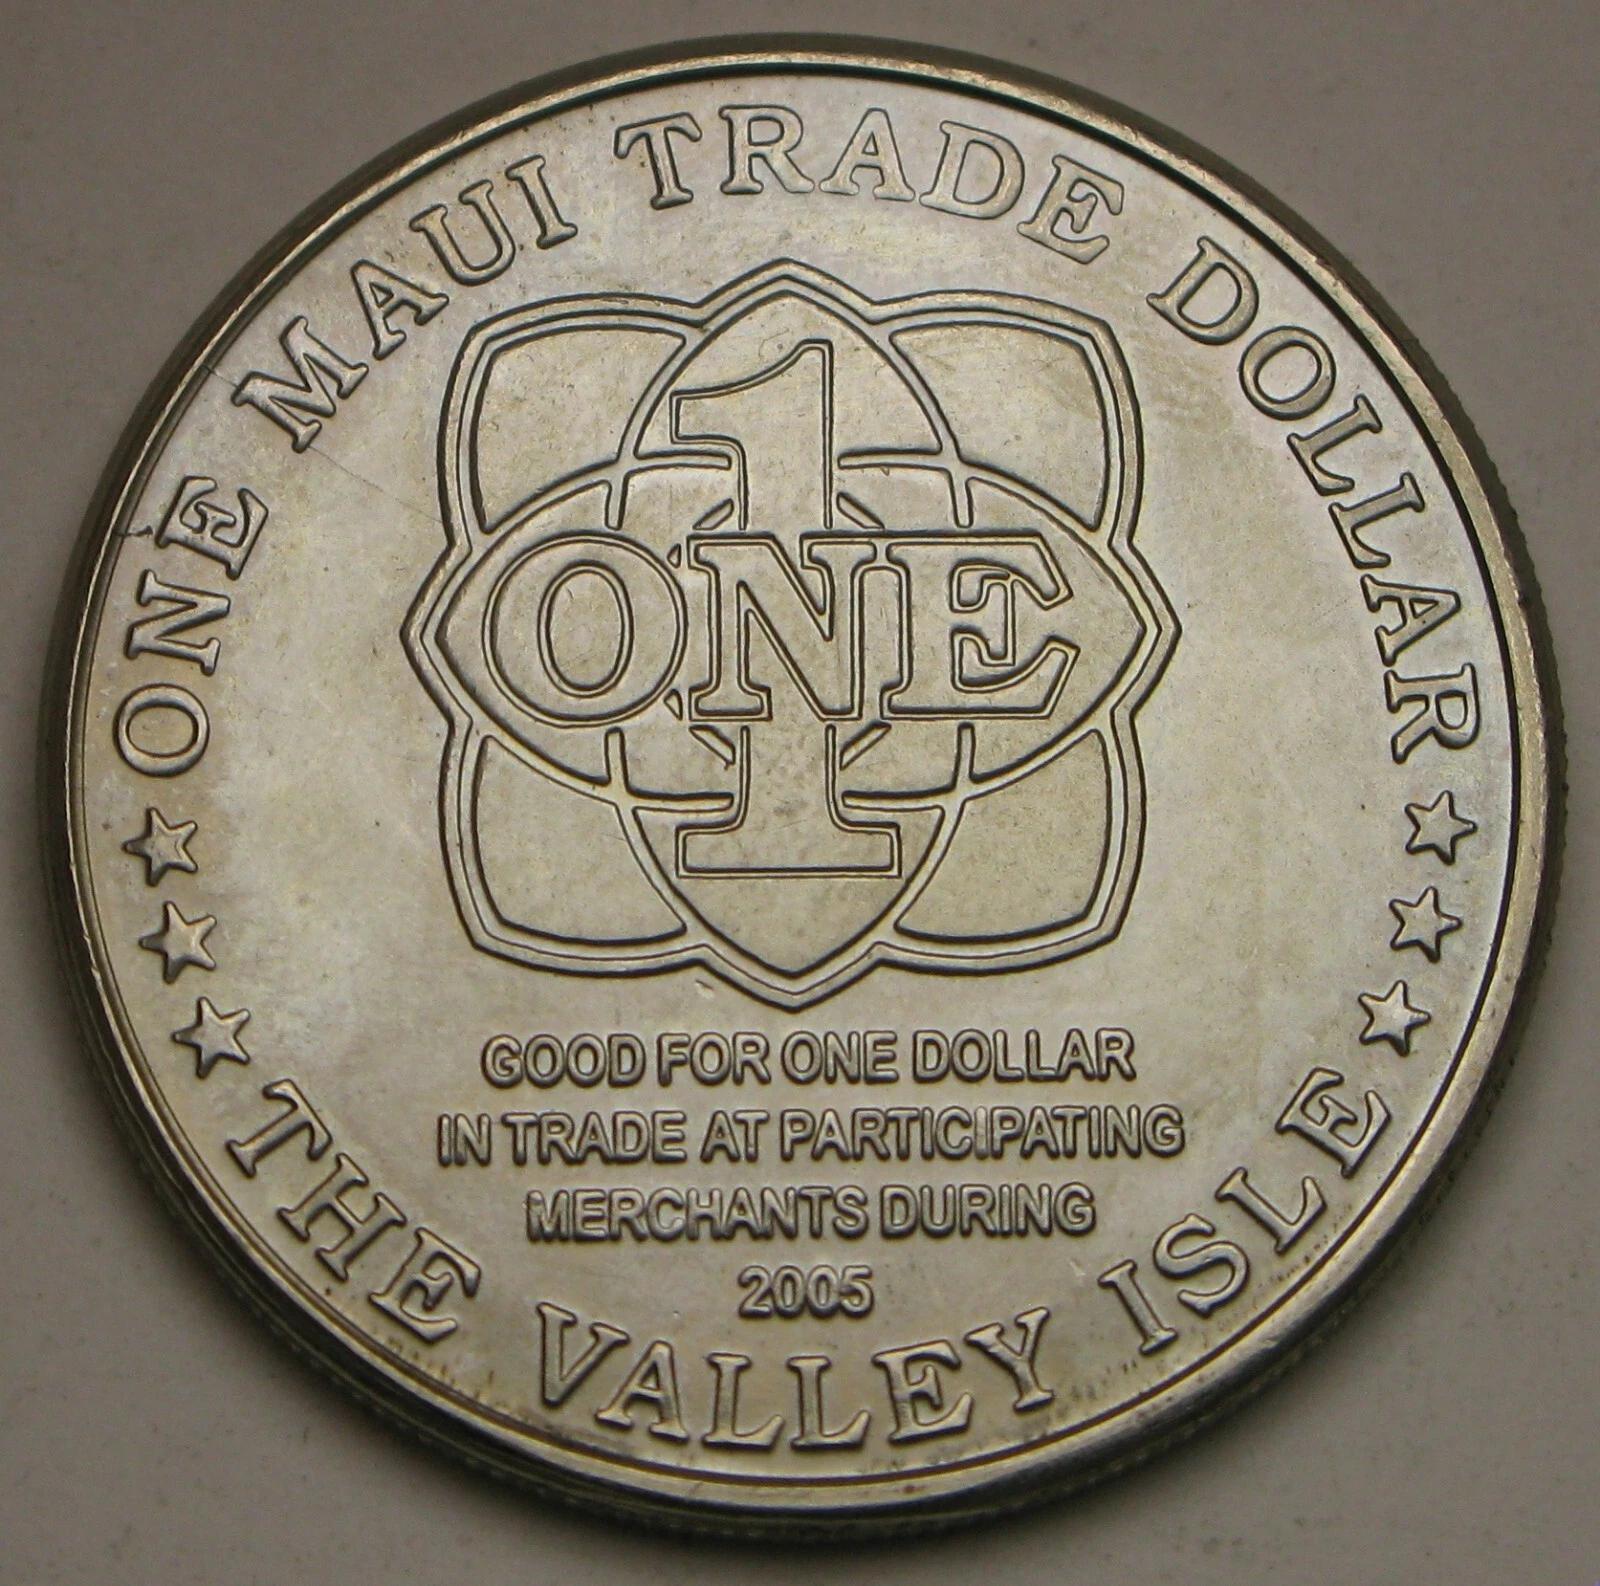 ONE MAUI TRADE DOLLAR
1
ONE
GOOD FOR ONE DOLLAR
IN TRADE AT PARTICIPATING
MERCHANTS DURING
2005
THE VALLEY ISLE